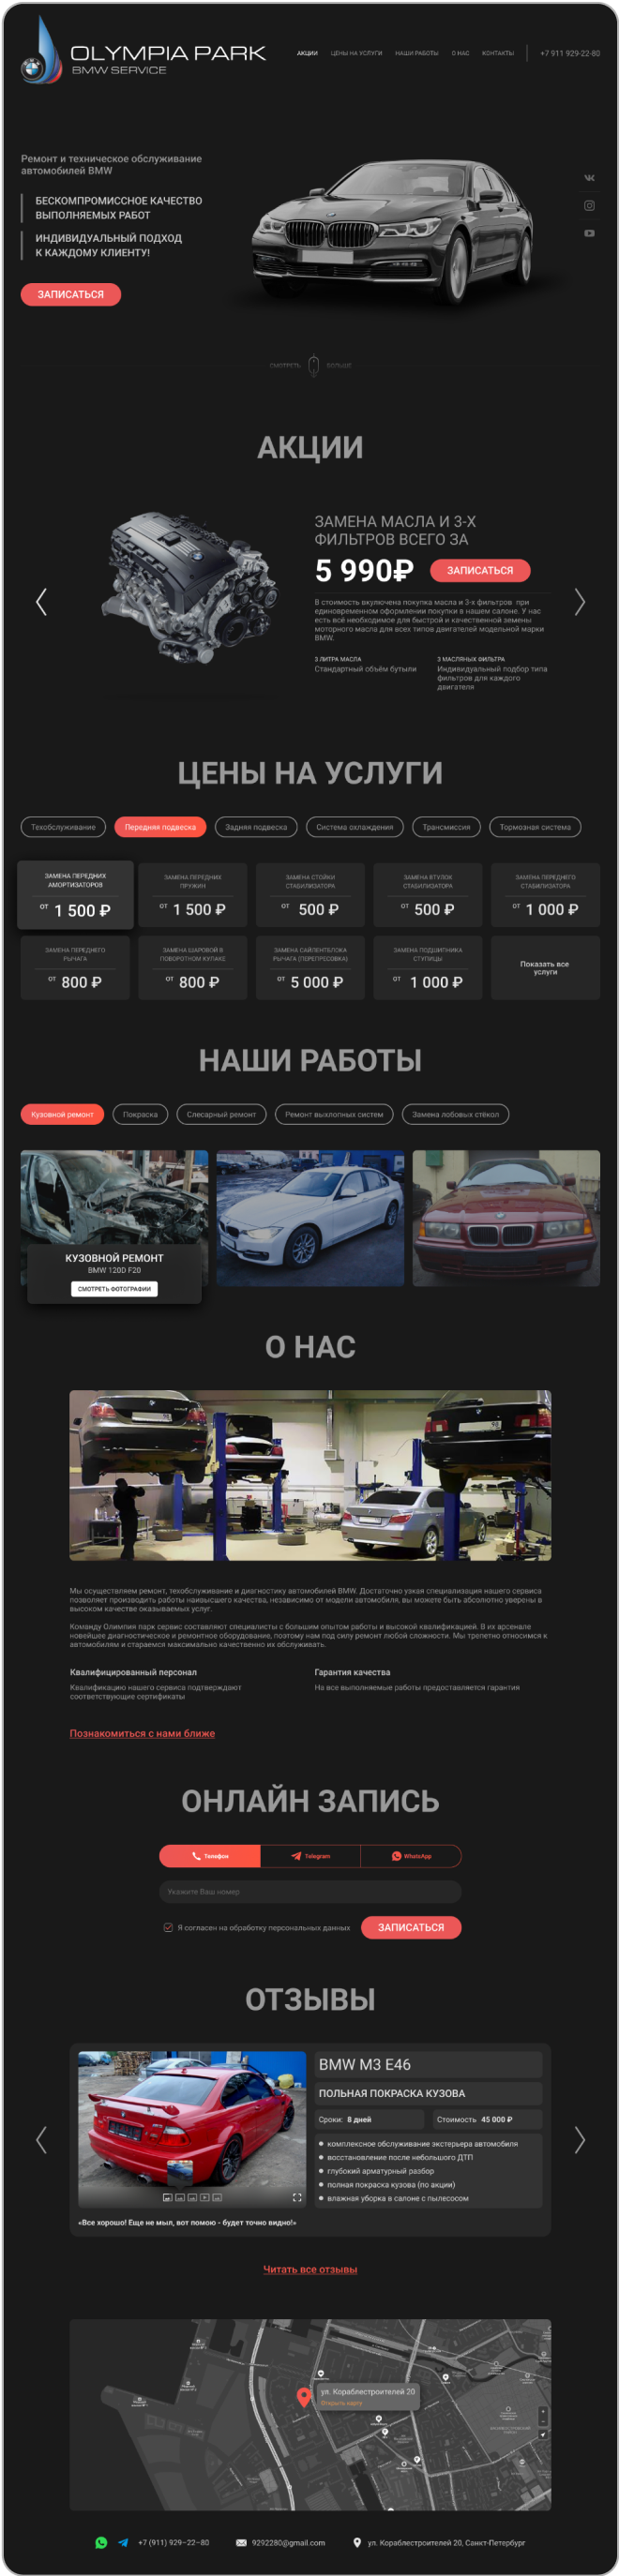 OLYMPIA PARK
BMW SERVICE
АКЦИИ ЦЕНЫ НА УСЛУГИ НАШИ РАБОТЫ О НАС КОНТАКТЫ +7 911 929-22-80
Ремонт и техническое обслуживание
автомобилей BMW
БЕСКОМПРОМИССНОЕ КАЧЕСТВО
ВЫПОЛНЯЕМЫХ РАБОТ
ИНДИВИДУАЛЬНЫЙ ПОДХОД
К КАЖДОМУ КЛИЕНТУ!
ЗАПИСАТЬСЯ
СМОТРЕТЬ БОЛЬШЕ
АКЦИИ
ЗАМЕНА МАСЛА И 3-Х
ФИЛЬТРОВ ВСЕГО ЗА
5 990₽ ЗАПИСАТЬСЯ
В стоимость вкулючена покупка масла и 3-х фильтров при
единовременном оформлении покупки в нашем салоне. У нас
есть всё необходимое для быстрой и качественной земены
моторного масла для всех типов двигателей модельной марки
BMW.
3 ЛИТРА МАСЛА
Стандартный объём бутыли
3 МАСЛЯНЫХ ФИЛЬТРА
Индивидуальный подбор типа
фильтров для каждого
двигателя
ЦЕНЫ НА УСЛУГИ
Техобслуживание Передняя подвеска Задняя подвеска Система охлаждения Трансмиссия Тормозная система
ЗАМЕНА ПЕРЕДНИХ
АМОРТИЗАТОРОВ
от 1 500 ₽
ЗАМЕНА ПЕРЕДНИХ
ПРУЖИН
от 1 500 ₽
ЗАМЕНА СТОЙКИ
СТАБИЛИЗАТОРА
от 500 ₽
ЗАМЕНА ВТУЛОК
СТАБИЛИЗАТОРА
от 500 ₽
ЗАМЕНА ПЕРЕДНЕГО
СТАБИЛИЗАТОРА
от 1 000 ₽
ЗАМЕНА ПЕРЕДНЕГО
РЫЧАГА
от 800 ₽
ЗАМЕНА ШАРОВОЙ В
ПОВОРОТНОМ КУЛАКЕ
от 800 ₽
ЗАМЕНА САЙЛЕНТБЛОКА
РЫЧАГА (ПЕРЕПРЕССОВКА)
от 5 000 ₽
ЗАМЕНА ПОДШИПНИКА
СТУПИЦЫ
от 1 000 ₽
Показать все
услуги
НАШИ РАБОТЫ
Кузовной ремонт Покраска Слесарный ремонт Ремонт выхлопных систем Замена лобовых стёкол
КУЗОВНОЙ РЕМОНТ
BMW 120D F20
СМОТРЕТЬ ФОТОГРАФИИ
О НАС
Мы осуществляем ремонт, техобслуживание и диагностику автомобилей BMW. Достаточно узкая специализация нашего сервиса
позволяет производить работы наивысшего качества, независимо от модели автомобиля, вы можете быть абсолютно уверены в
высоком качестве оказываемых услуг.
Команду Олимпия парк сервис составляют специалисты с большим опытом работы и высокой квалификацией. В их арсенале
новейшее диагностическое и ремонтное оборудование, поэтому нам под силу ремонт любой сложности. Мы трепетно относимся к
автомобилям и стараемся максимально качественно их обслуживать.
Квалифицированный персонал
Квалификацию нашего сервиса подтверждают
соответствующие сертификаты
Гарантия качества
На все выполняемые работы предоставляется гарантия
Познакомиться с нами ближе
ОНЛАЙН ЗАПИСЬ
Телефон Telegram WhatsApp
Укажите Ваш номер
Я согласен на обработку персональных данных ЗАПИСАТЬСЯ
ОТЗЫВЫ
BMW M3 E46
ПОЛЬНАЯ ПОКРАСКА КУЗОВА
Сроки: 8 дней Стоимость 45 000 ₽
комплексное обслуживание экстерьера автомобиля
восстановление после небольшого ДТП
глубокий арматурный разбор
полная покраска кузова (по акции)
влажная уборка в салоне с пылесосом
«Все хорошо! Еще не мыл, вот помою - будет точно видно!»
Читать все отзывы
ул. Кораблестроителей 20
Открыть карту
+7 (911) 929–22–80 9292280@gmail.com ул. Кораблестроителей 20, Санкт-Петербург